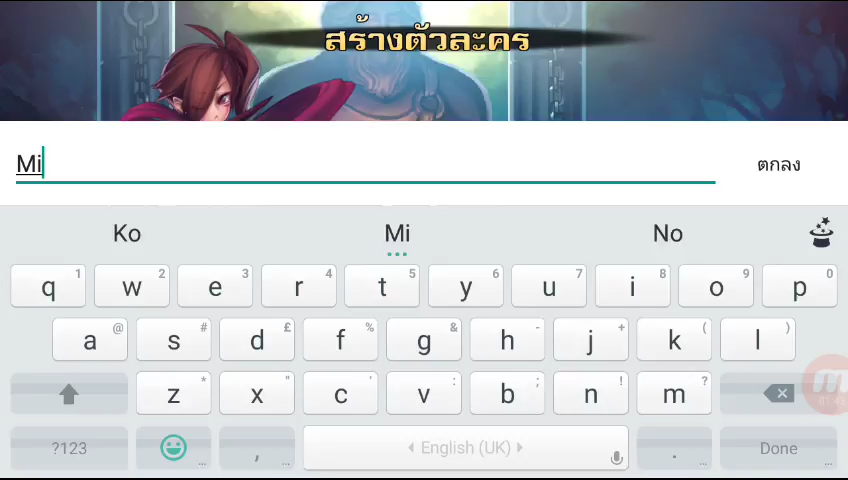 สร้างตัวละคร
Mi
ตกลง
Ko Mi No
q 1 w 2 e 3 r 4 t 5 y 6 u 7 i 8 o 9 p 0
a @ s # d £ f % g & h - j + k ( l )
z * x " c ' v : b ; n ! m ?
?123 , English (UK) . Done